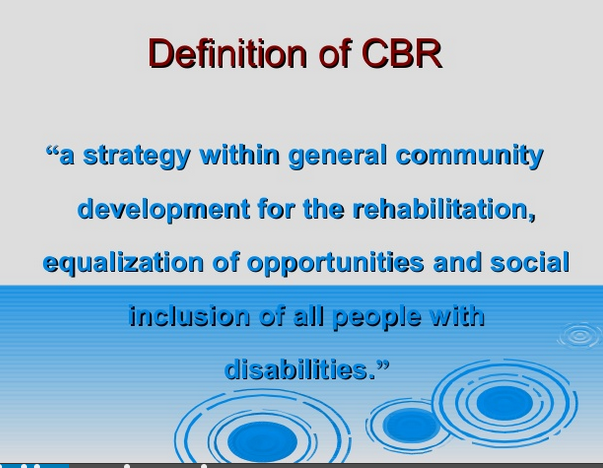 Definition of CBR
“a strategy within general community
development for the rehabilitation,
equalization of opportunities and social
inclusion of all people with
disabilities.”